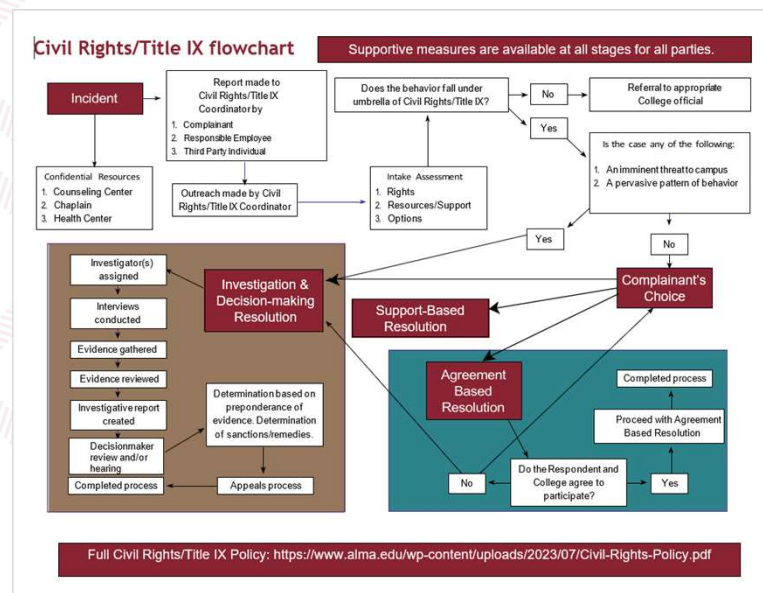 Civil Rights/Title IX flowchart
Supportive measures are available at all stages for all parties.
Incident
Report made to
Civil Rights/Title IX
Coordinator by
1. Complainant
2. Responsible Employee
3. Third Party Individual
Does the behavior fall under
umbrella of Civil Rights/Title IX?
No
Referral to appropriate
College official
Yes
Is the case any of the following:
1. An imminent threat to campus
2. A pervasive pattern of behavior
Confidential Resources
1. Counseling Center
2. Chaplain
3. Health Center
Outreach made by Civil
Rights/Title IX Coordinator
Intake Assessment
1. Rights
2. Resources/Support
3. Options
Yes
No
Investigator(s)
assigned
Interviews
conducted
Evidence gathered
Evidence reviewed
Investigative report
created
Decisionmaker
review and/or
hearing
Completed process
Investigation &
Decision-making
Resolution
Determination based on
preponderance of
evidence. Determination
of sanctions/remedies.
Appeals process
Complainant's
Choice
Support-Based
Resolution
Agreement
Based
Resolution
Completed process
Proceed with Agreement
Based Resolution
No
Do the Respondent and
College agree to
participate?
Yes
Full Civil Rights/Title IX Policy: https://www.alma.edu/wp-content/uploads/2023/07/Civil-Rights-Policy.pdf